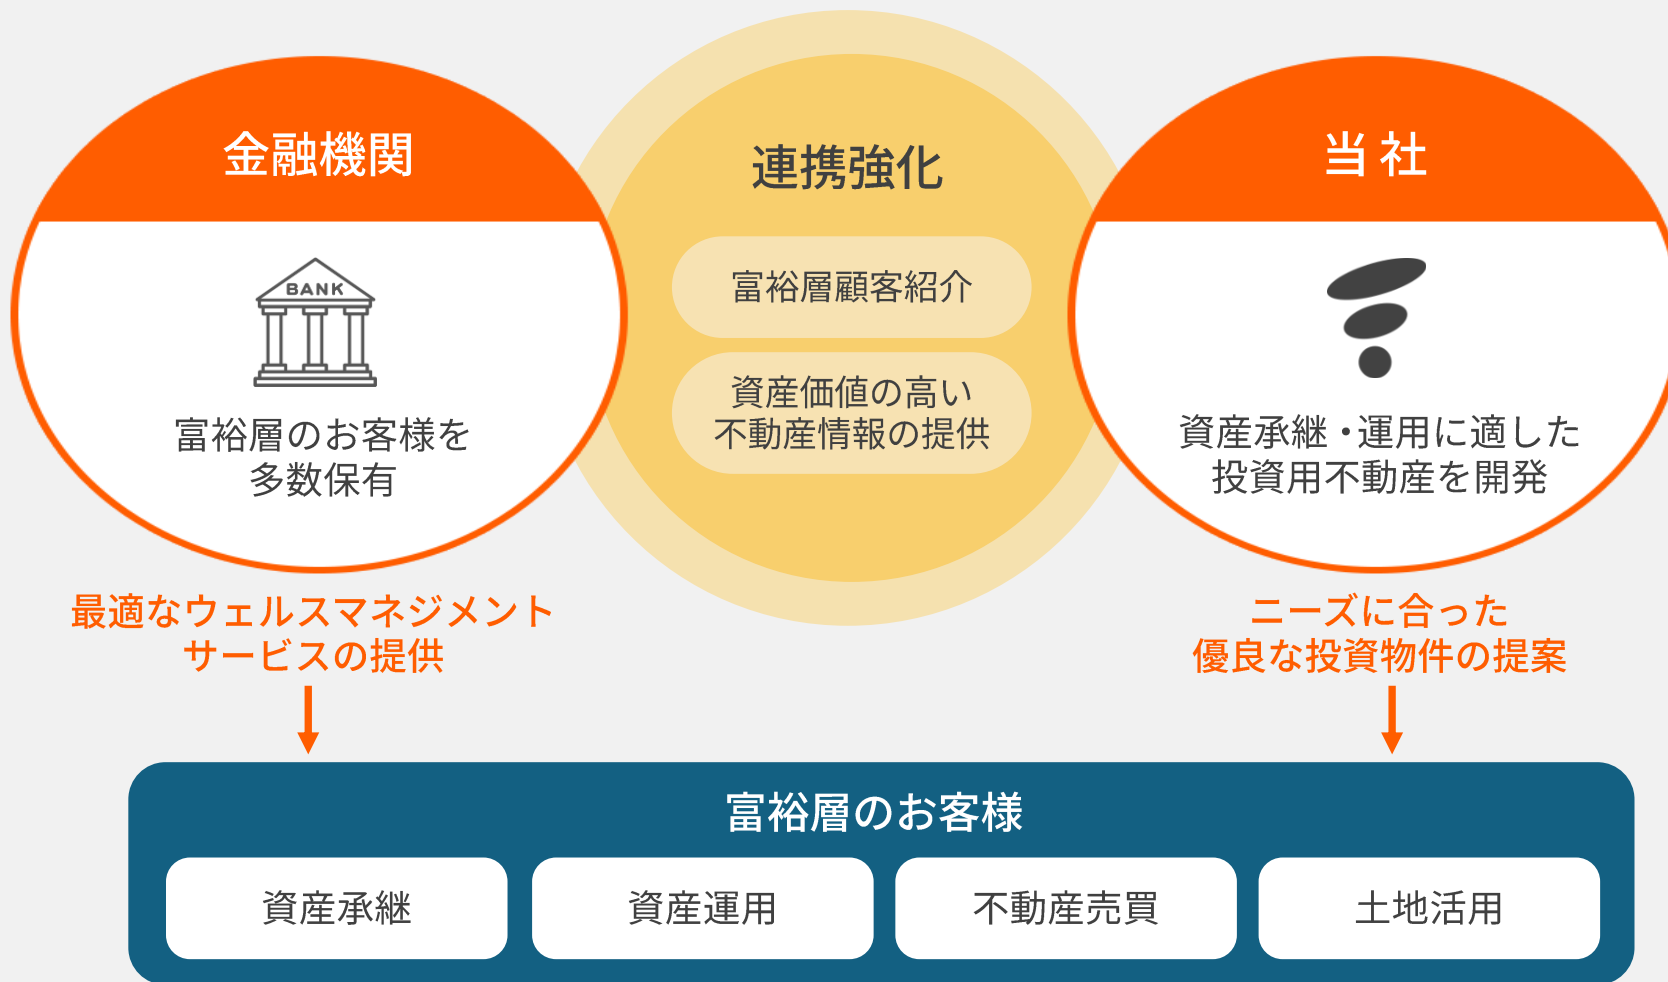 金融機関
BANK
富裕層のお客様を
多数保有
連携強化
富裕層顧客紹介
資産価値の高い
不動産情報の提供
当社
資産承継・運用に適した
投資用不動産を開発
最適なウェルスマネジメント
サービスの提供
ニーズに合った
優良な投資物件の提案
富裕層のお客様
資産承継
資産運用
不動産売買
土地活用